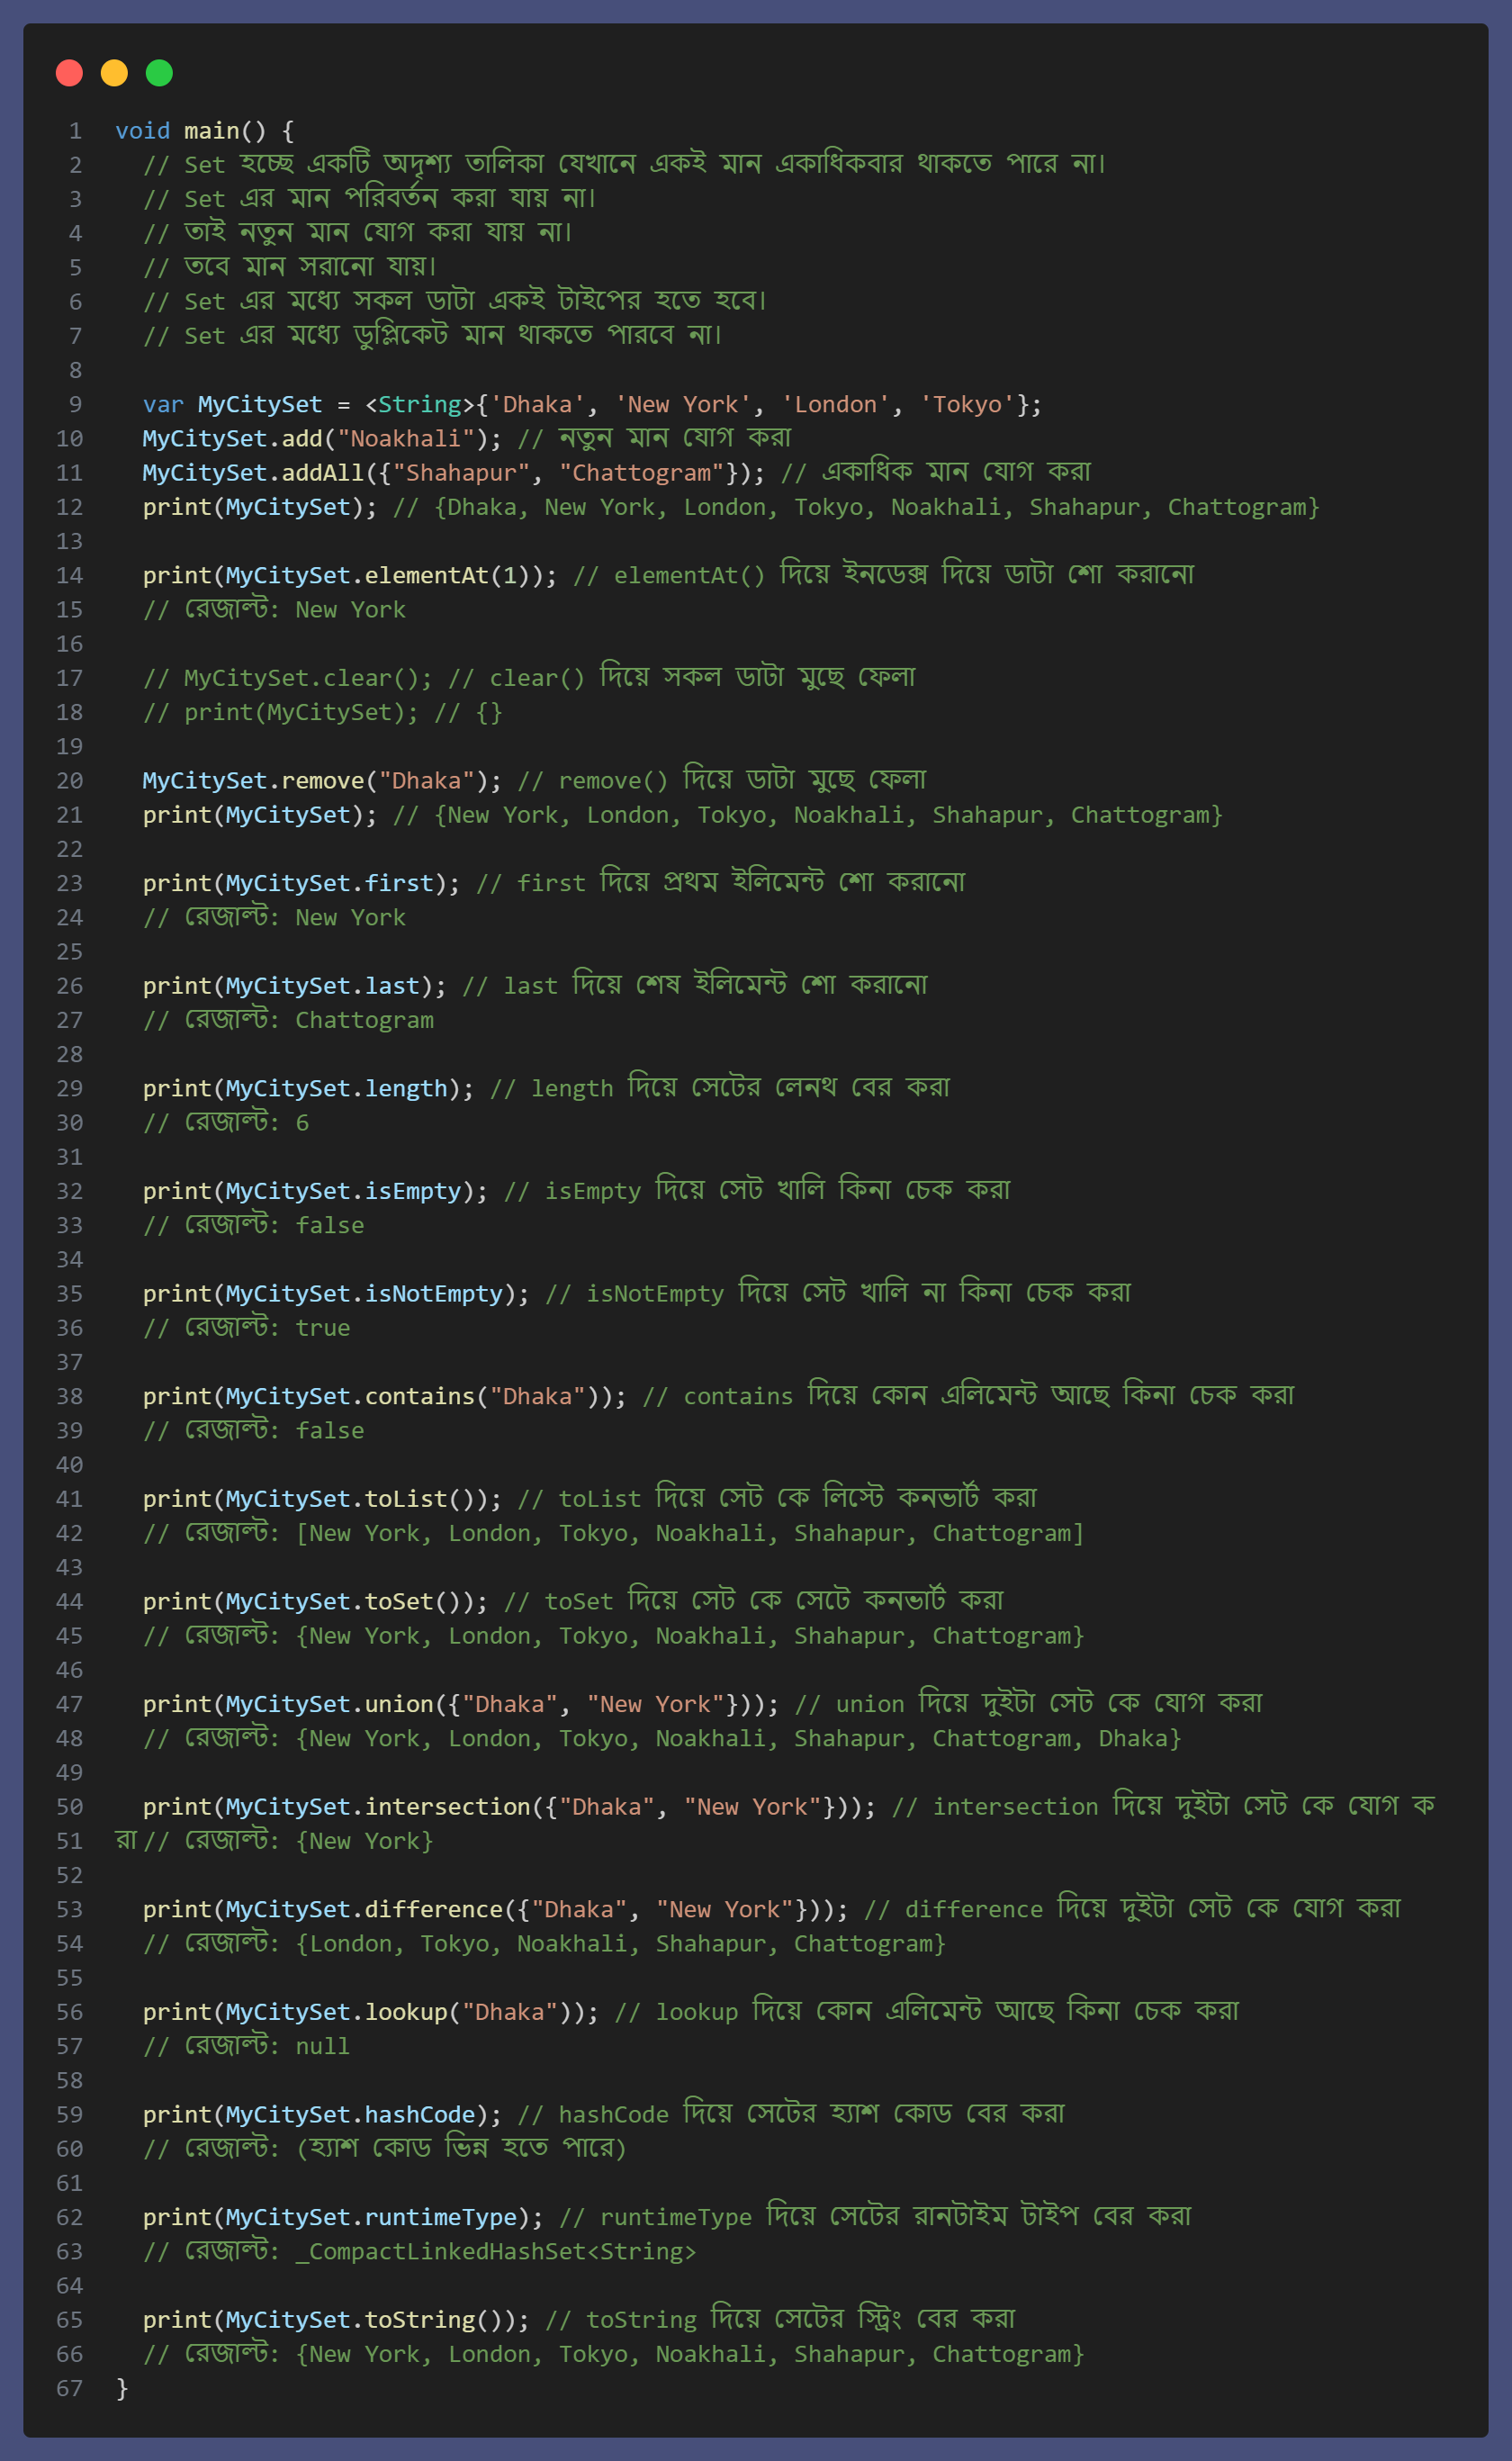 1 void main() {
2 // Set হচ্ছে একটি অদৃশ্য তালিকা যেখানে একই মান একাধিকবার থাকতে পারে না।
3 // Set এর মান পরিবর্তন করা যায় না।
4 // তাই নতুন মান যোগ করা যায় না।
5 // তবে মান সরানো যায়।
6 // Set এর মধ্যে সকল ডাটা একই টাইপের হতে হবে।
7 // Set এর মধ্যে ডুপ্লিকেট মান থাকতে পারবে না।
8
9 var MyCitySet = <String>{'Dhaka', 'New York', 'London', 'Tokyo'};
10 MyCitySet.add("Noakhali"); // নতুন মান যোগ করা
11 MyCitySet.addAll({"Shahapur", "Chattogram"}); // একাধিক মান যোগ করা
12 print(MyCitySet); // {Dhaka, New York, London, Tokyo, Noakhali, Shahapur, Chattogram}
13
14 print(MyCitySet.elementAt(1)); // elementAt() দিয়ে ইনডেক্স দিয়ে ডাটা শো করানো
15 // রেজাল্ট: New York
16
17 // MyCitySet.clear(); // clear() দিয়ে সকল ডাটা মুছে ফেলা
18 // print(MyCitySet); // {}
19
20 MyCitySet.remove("Dhaka"); // remove() দিয়ে ডাটা মুছে ফেলা
21 print(MyCitySet); // {New York, London, Tokyo, Noakhali, Shahapur, Chattogram}
22
23 print(MyCitySet.first); // first দিয়ে প্রথম ইলিমেন্ট শো করানো
24 // রেজাল্ট: New York
25
26 print(MyCitySet.last); // last দিয়ে শেষ ইলিমেন্ট শো করানো
27 // রেজাল্ট: Chattogram
28
29 print(MyCitySet.length); // length দিয়ে সেটের লেনথ বের করা
30 // রেজাল্ট: 6
31
32 print(MyCitySet.isEmpty); // isEmpty দিয়ে সেট খালি কিনা চেক করা
33 // রেজাল্ট: false
34
35 print(MyCitySet.isNotEmpty); // isNotEmpty দিয়ে সেট খালি না কিনা চেক করা
36 // রেজাল্ট: true
37
38 print(MyCitySet.contains("Dhaka")); // contains দিয়ে কোন এলিমেন্ট আছে কিনা চেক করা
39 // রেজাল্ট: false
40
41 print(MyCitySet.toList()); // toList দিয়ে সেট কে লিস্টে কনভার্ট করা
42 // রেজাল্ট: [New York, London, Tokyo, Noakhali, Shahapur, Chattogram]
43
44 print(MyCitySet.toSet()); // toSet দিয়ে সেট কে সেটে কনভার্ট করা
45 // রেজাল্ট: {New York, London, Tokyo, Noakhali, Shahapur, Chattogram}
46
47 print(MyCitySet.union({"Dhaka", "New York"})); // union দিয়ে দুইটা সেট কে যোগ করা
48 // রেজাল্ট: {New York, London, Tokyo, Noakhali, Shahapur, Chattogram, Dhaka}
49
50 print(MyCitySet.intersection({"Dhaka", "New York"})); // intersection দিয়ে দুইটা সেট কে যোগ ক
51 রা // রেজাল্ট: {New York}
52
53 print(MyCitySet.difference({"Dhaka", "New York"})); // difference দিয়ে দুইটা সেট কে যোগ করা
54 // রেজাল্ট: {London, Tokyo, Noakhali, Shahapur, Chattogram}
55
56 print(MyCitySet.lookup("Dhaka")); // lookup দিয়ে কোন এলিমেন্ট আছে কিনা চেক করা
57 // রেজাল্ট: null
58
59 print(MyCitySet.hashCode); // hashCode দিয়ে সেটের হ্যাশ কোড বের করা
60 // রেজাল্ট: (হ্যাশ কোড ভিন্ন হতে পারে)
61
62 print(MyCitySet.runtimeType); // runtimeType দিয়ে সেটের রানটাইম টাইপ বের করা
63 // রেজাল্ট: _CompactLinkedHashSet<String>
64
65 print(MyCitySet.toString()); // toString দিয়ে সেটের স্ট্রিং বের করা
66 // রেজাল্ট: {New York, London, Tokyo, Noakhali, Shahapur, Chattogram}
67 }